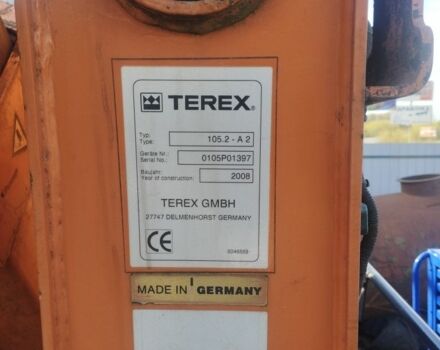 TEREX®
Typ:
Type:
105.2 - A 2
Geräte Nr.:
Serial No.:
0105P01397
Baujahr:
Year of construction:
2008
TEREX GMBH
27747 DELMENHORST GERMANY
CE
MADE IN GERMANY